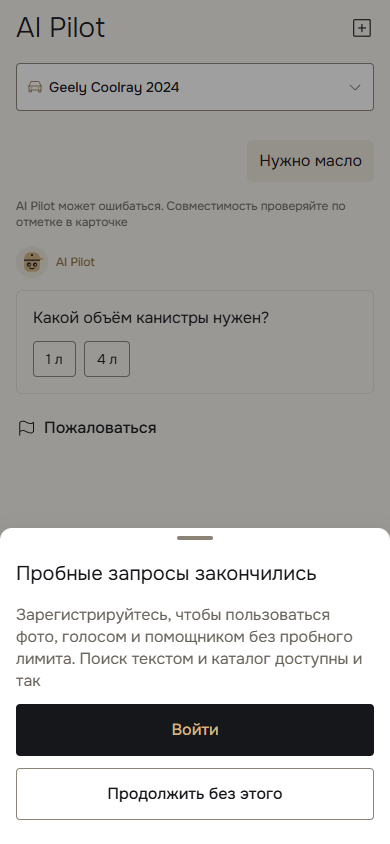 AI Pilot
Geely Coolray 2024
Нужно масло
AI Pilot может ошибаться. Совместимость проверяйте по
отметке в карточке
AI Pilot
Какой объём канистры нужен?
1 л
4 л
Пожаловаться
Пробные запросы закончились
Зарегистрируйтесь, чтобы пользоваться
фото, голосом и помощником без пробного
лимита. Поиск текстом и каталог доступны и
так
Войти
Продолжить без этого